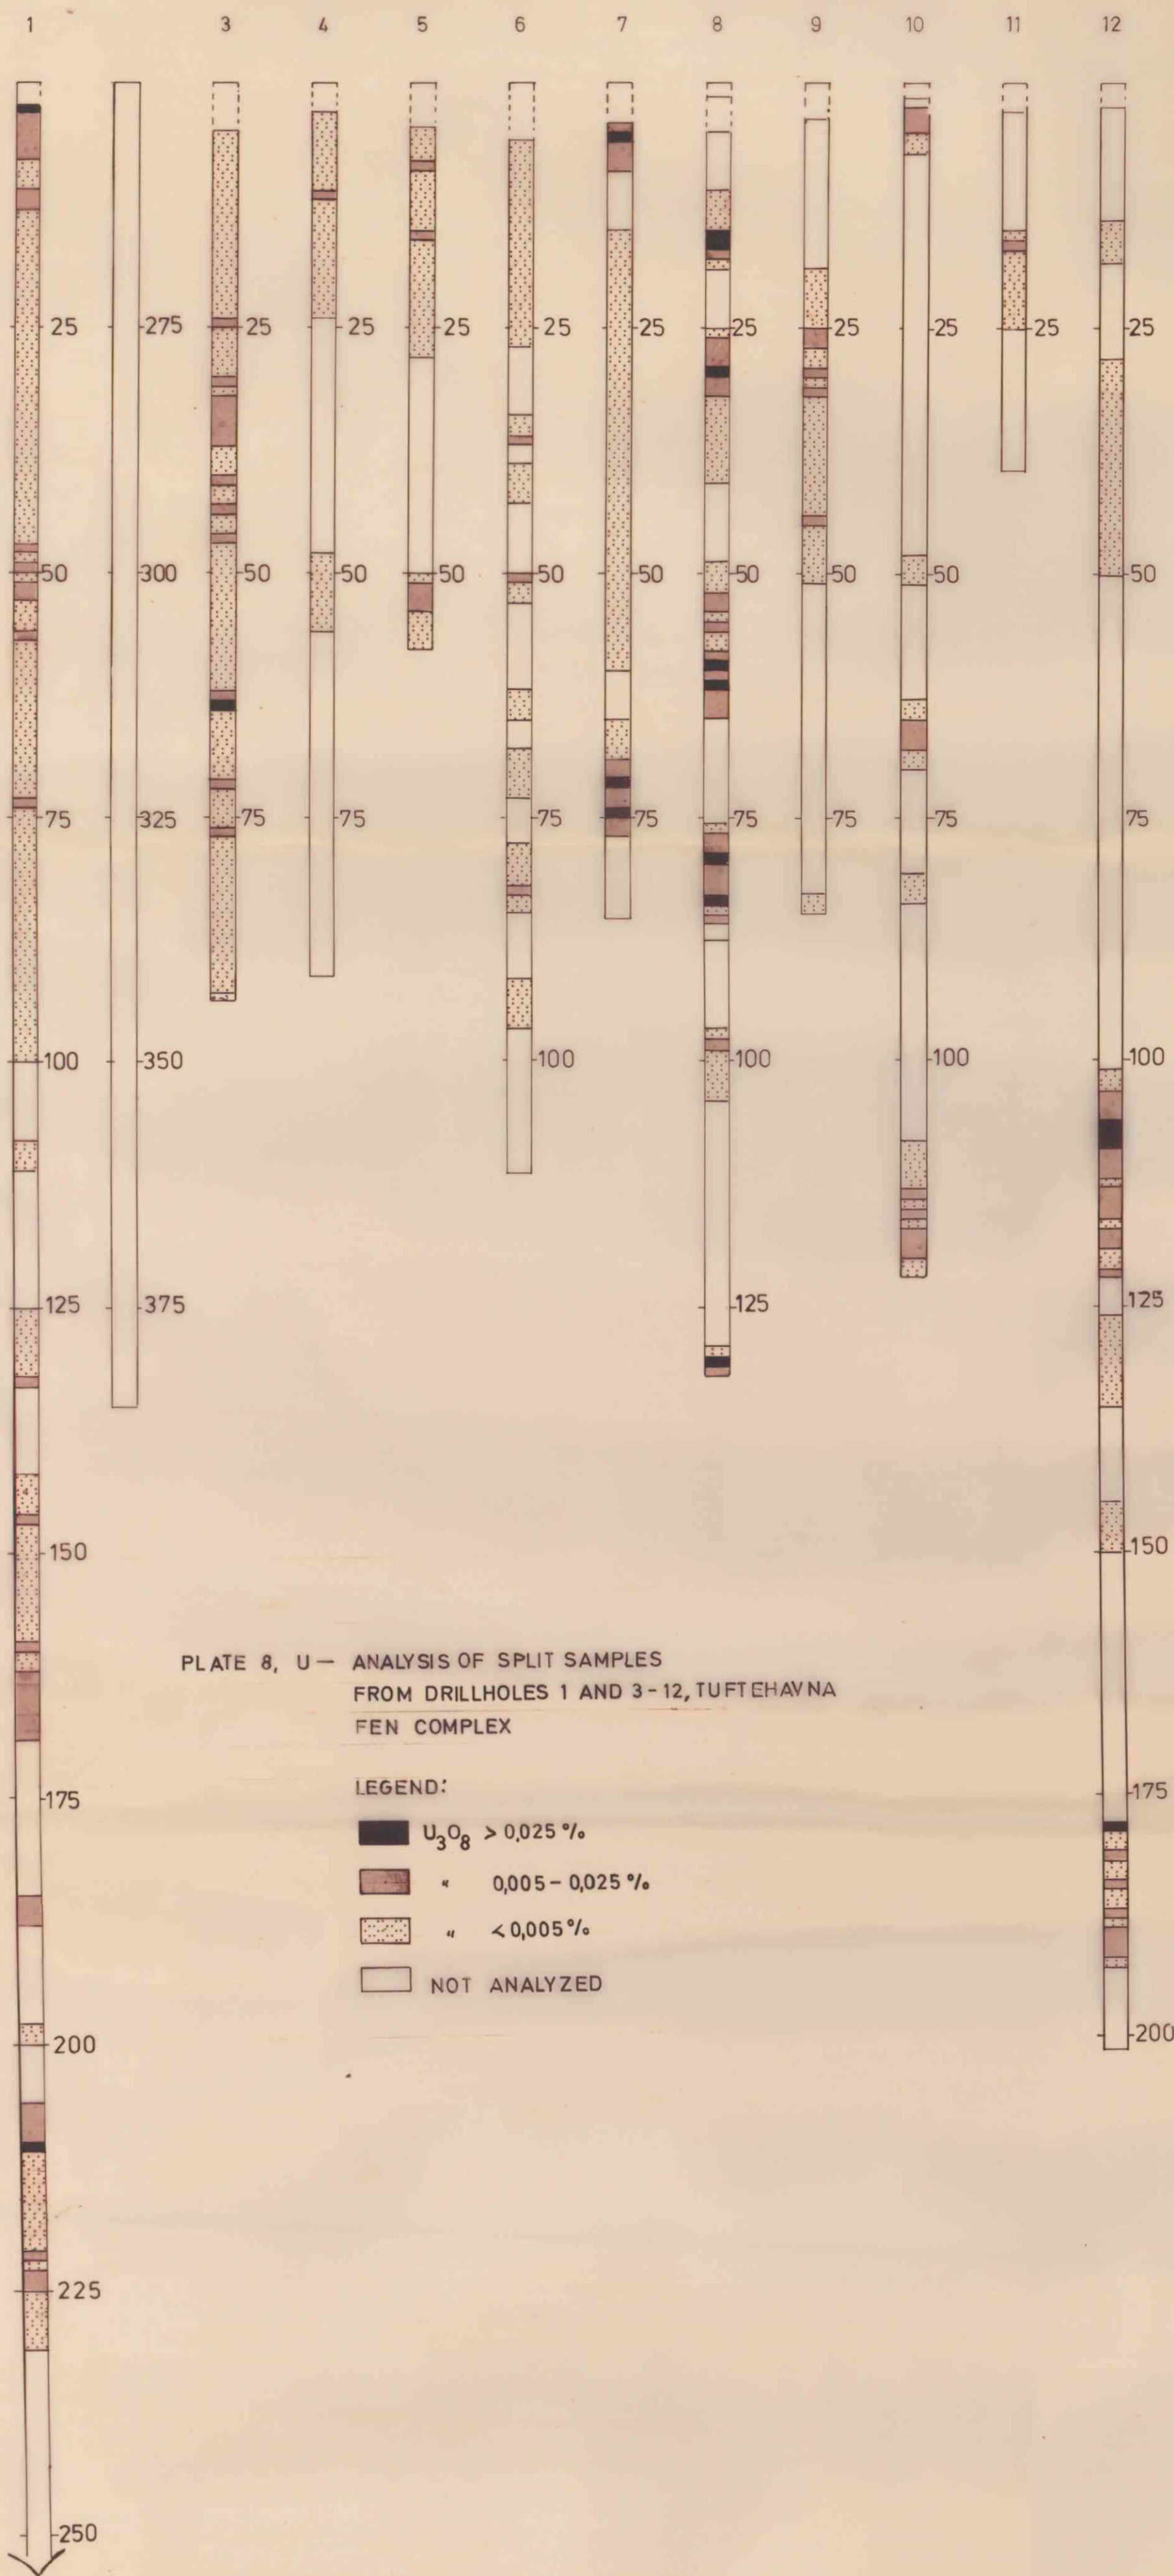 1 3 4 5 6 7 8 9 10 11 12
25 275 25 25 25 25 25 25 25 25 25 25
50 300 50 50 50 50 50 50 50 50 50
75 325 75 75 75 75 75 75 75 75
100 350 100 100 100 100
125 375 125 125
150 150
PLATE 8, U — ANALYSIS OF SPLIT SAMPLES
FROM DRILLHOLES 1 AND 3-12, TUFTEHAVNA
FEN COMPLEX
LEGEND:
175 175
U₃O₈ > 0,025 %
" 0,005 - 0,025 %
" < 0,005 %
NOT ANALYZED
200 200
225
250